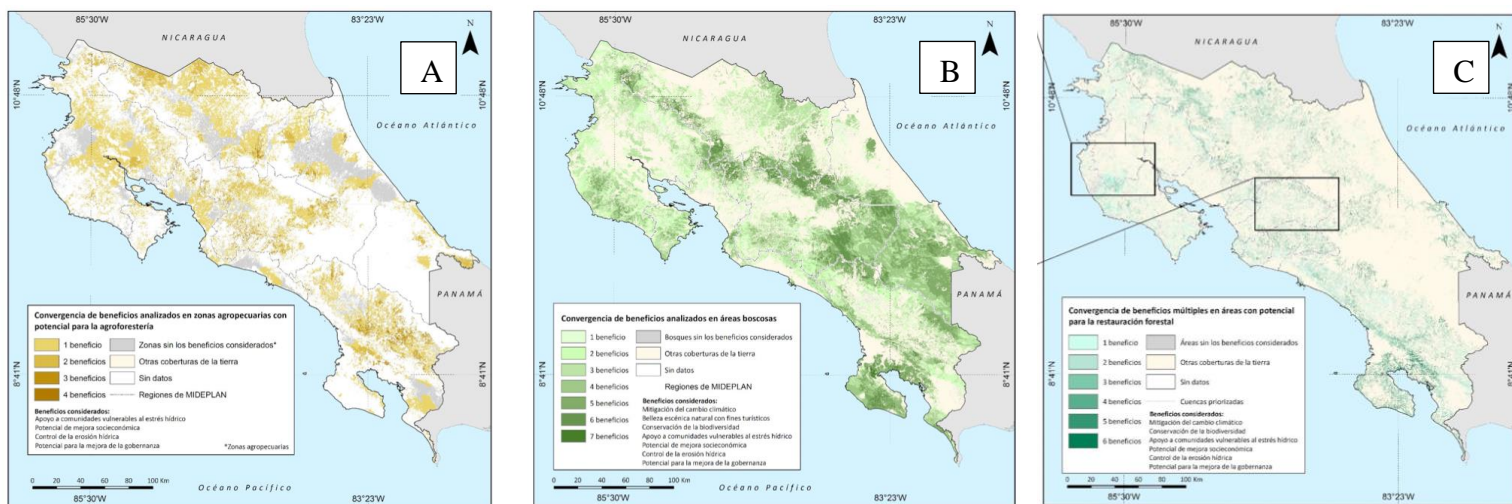 85°30'W
83°23'W
NICARAGUA
N
A
10°48'N
10°48'N
Océano Atlántico
PANAMÁ
Convergencia de beneficios analizados en zonas agropecuarias con
potencial para la agroforestería
1 beneficio
Zonas sin los beneficios considerados*
2 beneficios
Otras coberturas de la tierra
3 beneficios
Sin datos
4 beneficios
Regiones de MIDEPLAN
Beneficios considerados:
Apoyo a comunidades vulnerables al estrés hídrico
Potencial de mejora socioeconómica
Control de la erosión hídrica
Potencial para la mejora de la gobernanza
*Zonas agropecuarias
8°41'N
8°41'N
0 20 40 60 80 100 Km
Océano Pacífico
85°30'W
83°23'W
85°30'W
83°23'W
NICARAGUA
N
B
10°48'N
10°48'N
Océano Atlántico
PANAMÁ
Convergencia de beneficios analizados en áreas boscosas
1 beneficio
Bosques sin los beneficios considerados
2 beneficios
Otras coberturas de la tierra
3 beneficios
Sin datos
4 beneficios
Regiones de MIDEPLAN
5 beneficios
6 beneficios
7 beneficios
Beneficios considerados:
Mitigación del cambio climático
Belleza escénica natural con fines turísticos
Conservación de la biodiversidad
Apoyo a comunidades vulnerables al estrés hídrico
Potencial de mejora socioeconómica
Control de la erosión hídrica
Potencial para la mejora de la gobernanza
8°41'N
8°41'N
0 20 40 60 80 100 Km
Océano Pacífico
85°30'W
83°23'W
85°30'W
83°23'W
NICARAGUA
N
C
10°48'N
10°48'N
Océano Atlántico
PANAMÁ
Convergencia de beneficios múltiples en áreas con potencial
para la restauración forestal
1 beneficio
Áreas sin los beneficios considerados
2 beneficios
Otras coberturas de la tierra
3 beneficios
Sin datos
4 beneficios
Cuencas priorizadas
5 beneficios
6 beneficios
Beneficios considerados:
Mitigación del cambio climático
Conservación de la biodiversidad
Apoyo a comunidades vulnerables al estrés hídrico
Potencial de mejora socioeconómica
Control de la erosión hídrica
Potencial para la mejora de la gobernanza
8°41'N
8°41'N
0 20 40 60 80 100 Km
Océano Pacífico
85°30'W
83°23'W